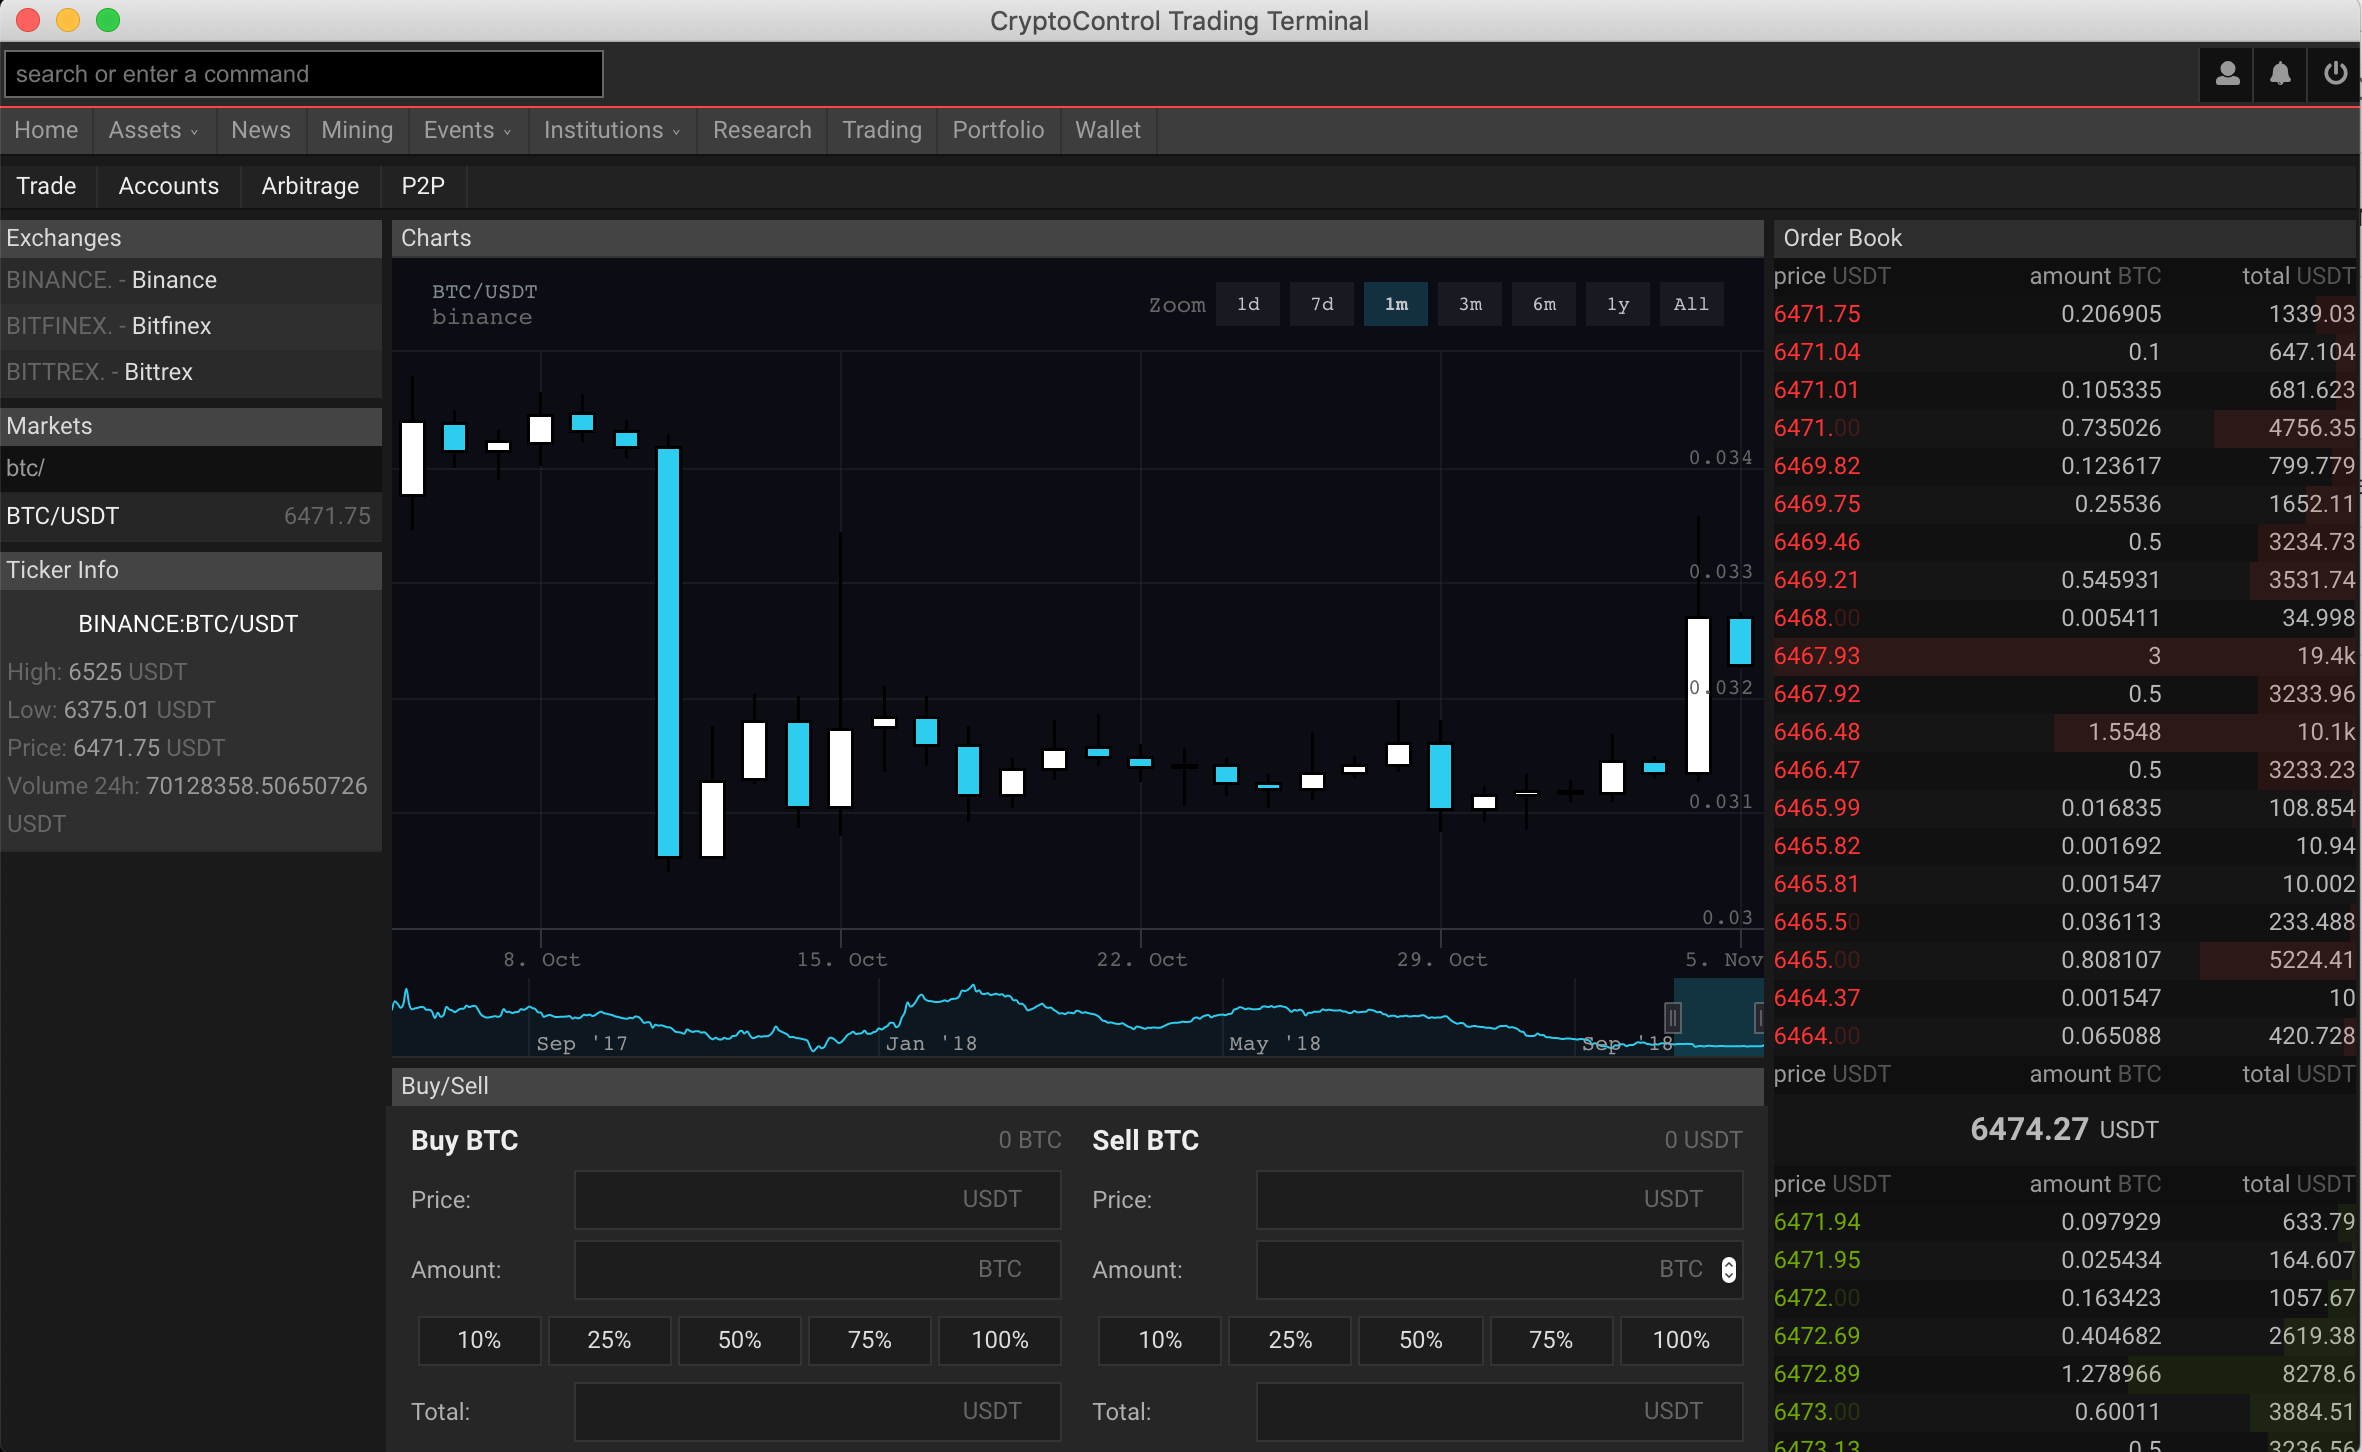 CryptoControl Trading Terminal
search or enter a command
Home Assets News Mining Events Institutions Research Trading Portfolio Wallet
Trade Accounts Arbitrage P2P
Exchanges
BINANCE. - Binance
BITFINEX. - Bitfinex
BITTREX. - Bittrex
Markets
btc/
BTC/USDT 6471.75
Ticker Info
BINANCE:BTC/USDT
High: 6525 USDT
Low: 6375.01 USDT
Price: 6471.75 USDT
Volume 24h: 70128358.50650726
USDT
Charts
BTC/USDT
binance
Zoom 1d 7d 1m 3m 6m 1y All
0.034
0.033
0.032
0.031
0.03
8. Oct 15. Oct 22. Oct 29. Oct 5. Nov
Sep '17 Jan '18 May '18 Sep '18
Buy/Sell
Buy BTC 0 BTC
Price: USDT
Amount: BTC
10% 25% 50% 75% 100%
Total: USDT
Sell BTC 0 USDT
Price: USDT
Amount: BTC
10% 25% 50% 75% 100%
Total: USDT
Order Book
price USDT amount BTC total USDT
6471.75 0.206905 1339.03
6471.04 0.1 647.104
6471.01 0.105335 681.623
6471.00 0.735026 4756.35
6469.82 0.123617 799.779
6469.75 0.25536 1652.11
6469.46 0.5 3234.73
6469.21 0.545931 3531.74
6468.00 0.005411 34.998
6467.93 3 19.4k
6467.92 0.5 3233.96
6466.48 1.5548 10.1k
6466.47 0.5 3233.23
6465.99 0.016835 108.854
6465.82 0.001692 10.94
6465.81 0.001547 10.002
6465.50 0.036113 233.488
6465.00 0.808107 5224.41
6464.37 0.001547 10
6464.00 0.065088 420.728
price USDT amount BTC total USDT
6474.27 USDT
price USDT amount BTC total USDT
6471.94 0.097929 633.79
6471.95 0.025434 164.607
6472.00 0.163423 1057.67
6472.69 0.404682 2619.38
6472.89 1.278966 8278.6
6473.00 0.60011 3884.51
6473.13 0.5 3236.56